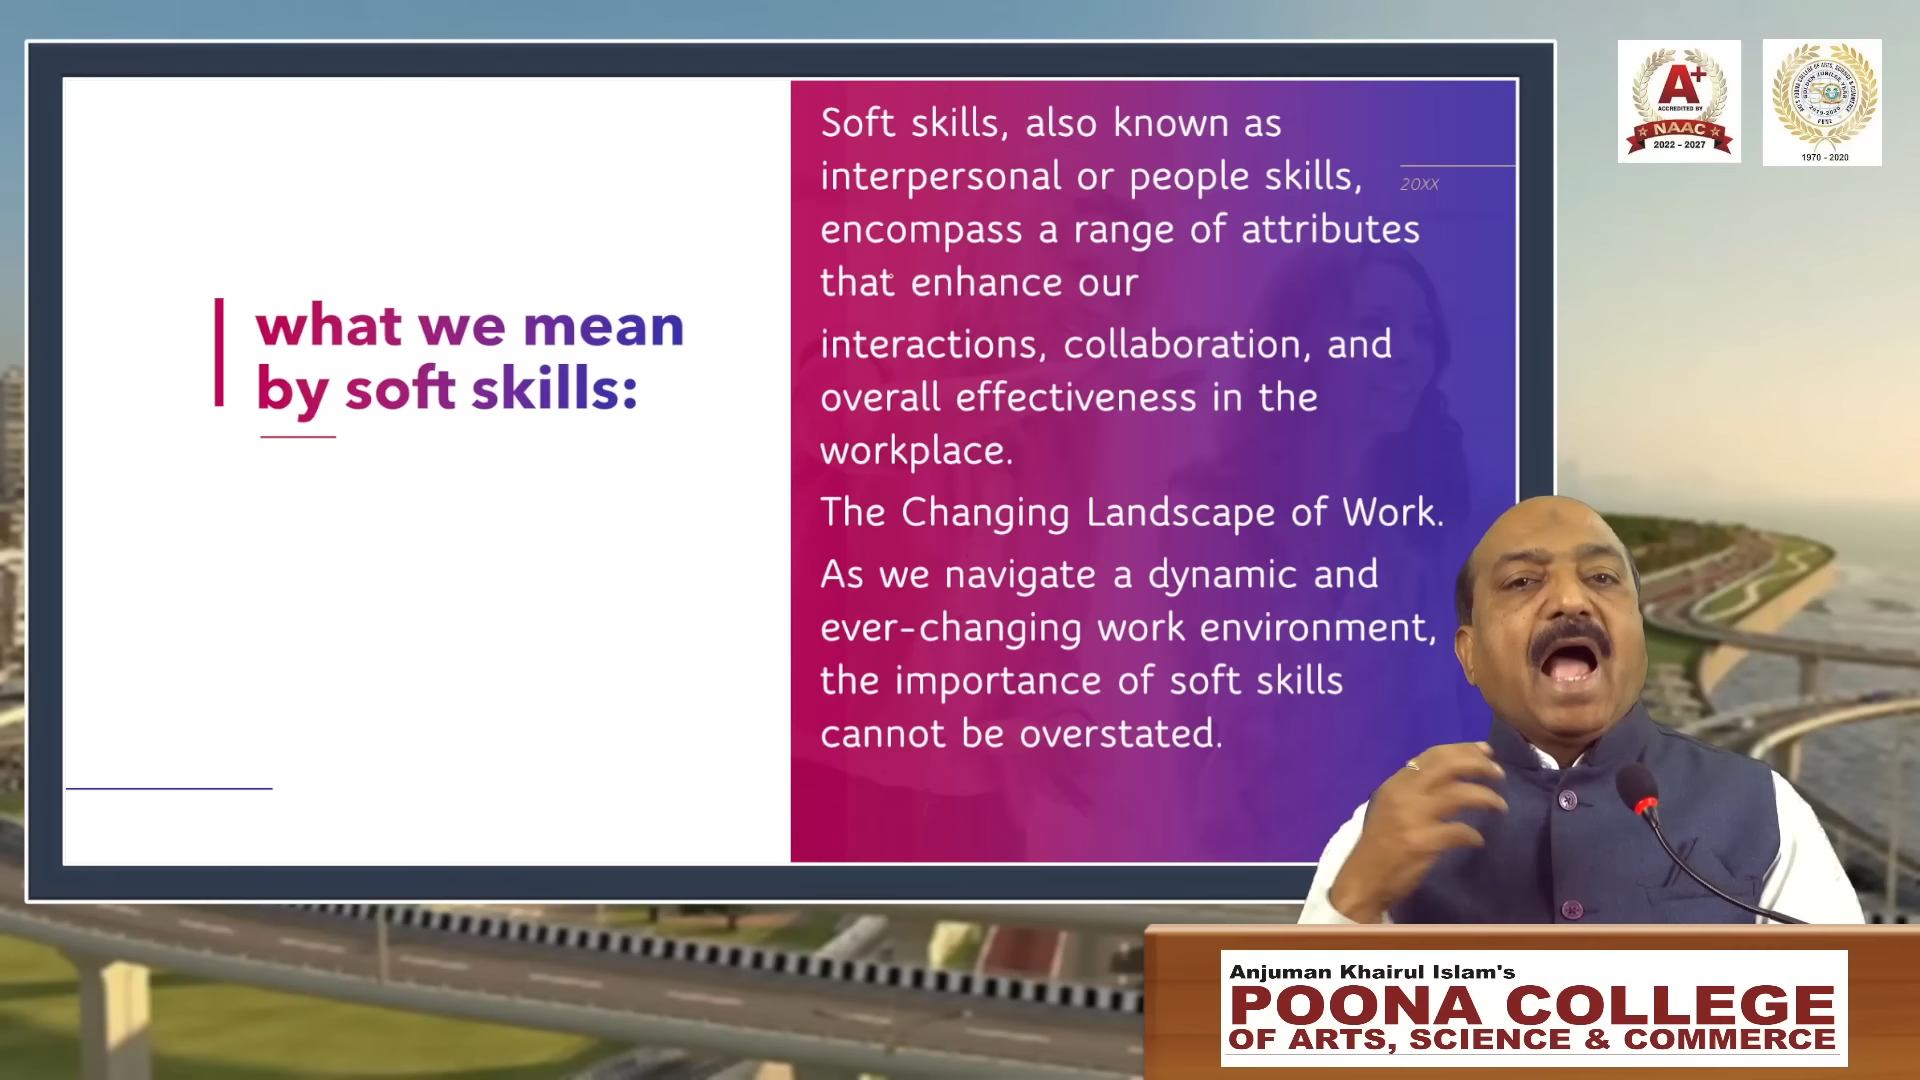 what we mean
by soft skills:
Soft skills, also known as
interpersonal or people skills,
encompass a range of attributes
that enhance our
interactions, collaboration, and
overall effectiveness in the
workplace.
The Changing Landscape of Work.
As we navigate a dynamic and
ever-changing work environment,
the importance of soft skills
cannot be overstated.
20XX
A+
ACCREDITED BY
NAAC
2022 - 2027
GOLDEN JUBILEE YEAR
1970 - 2020
Anjuman Khairul Islam's
POONA COLLEGE
OF ARTS, SCIENCE & COMMERCE